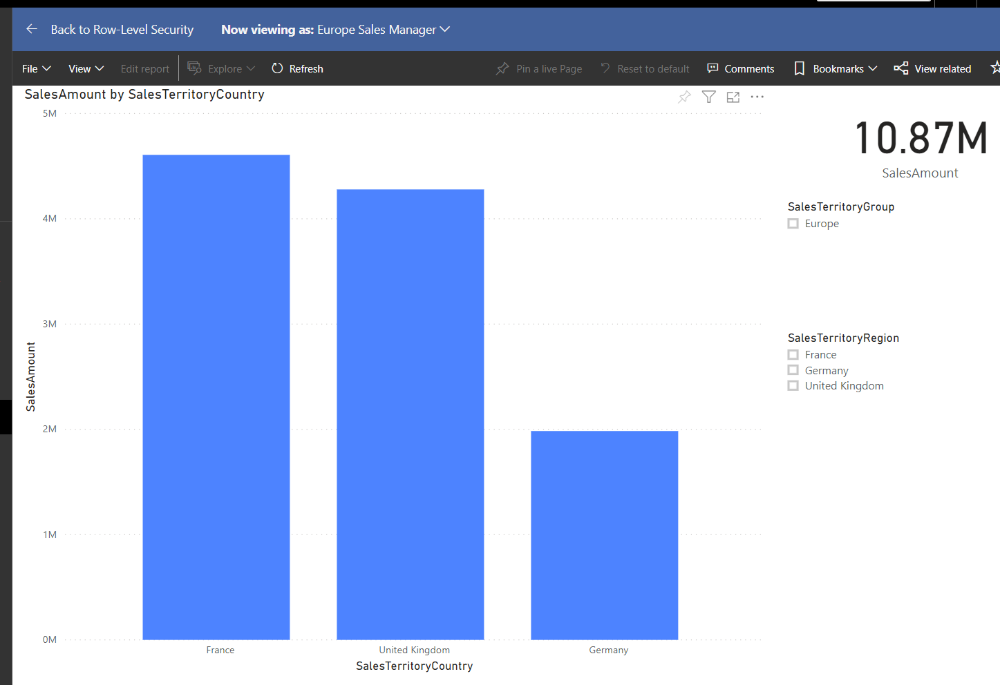 Back to Row-Level Security Now viewing as: Europe Sales Manager
File View Edit report Explore Refresh Pin a live Page Reset to default Comments Bookmarks View related
SalesAmount by SalesTerritoryCountry
5M
4M
3M
2M
1M
0M
SalesAmount
France United Kingdom Germany
SalesTerritoryCountry
10.87M
SalesAmount
SalesTerritoryGroup
Europe
SalesTerritoryRegion
France
Germany
United Kingdom